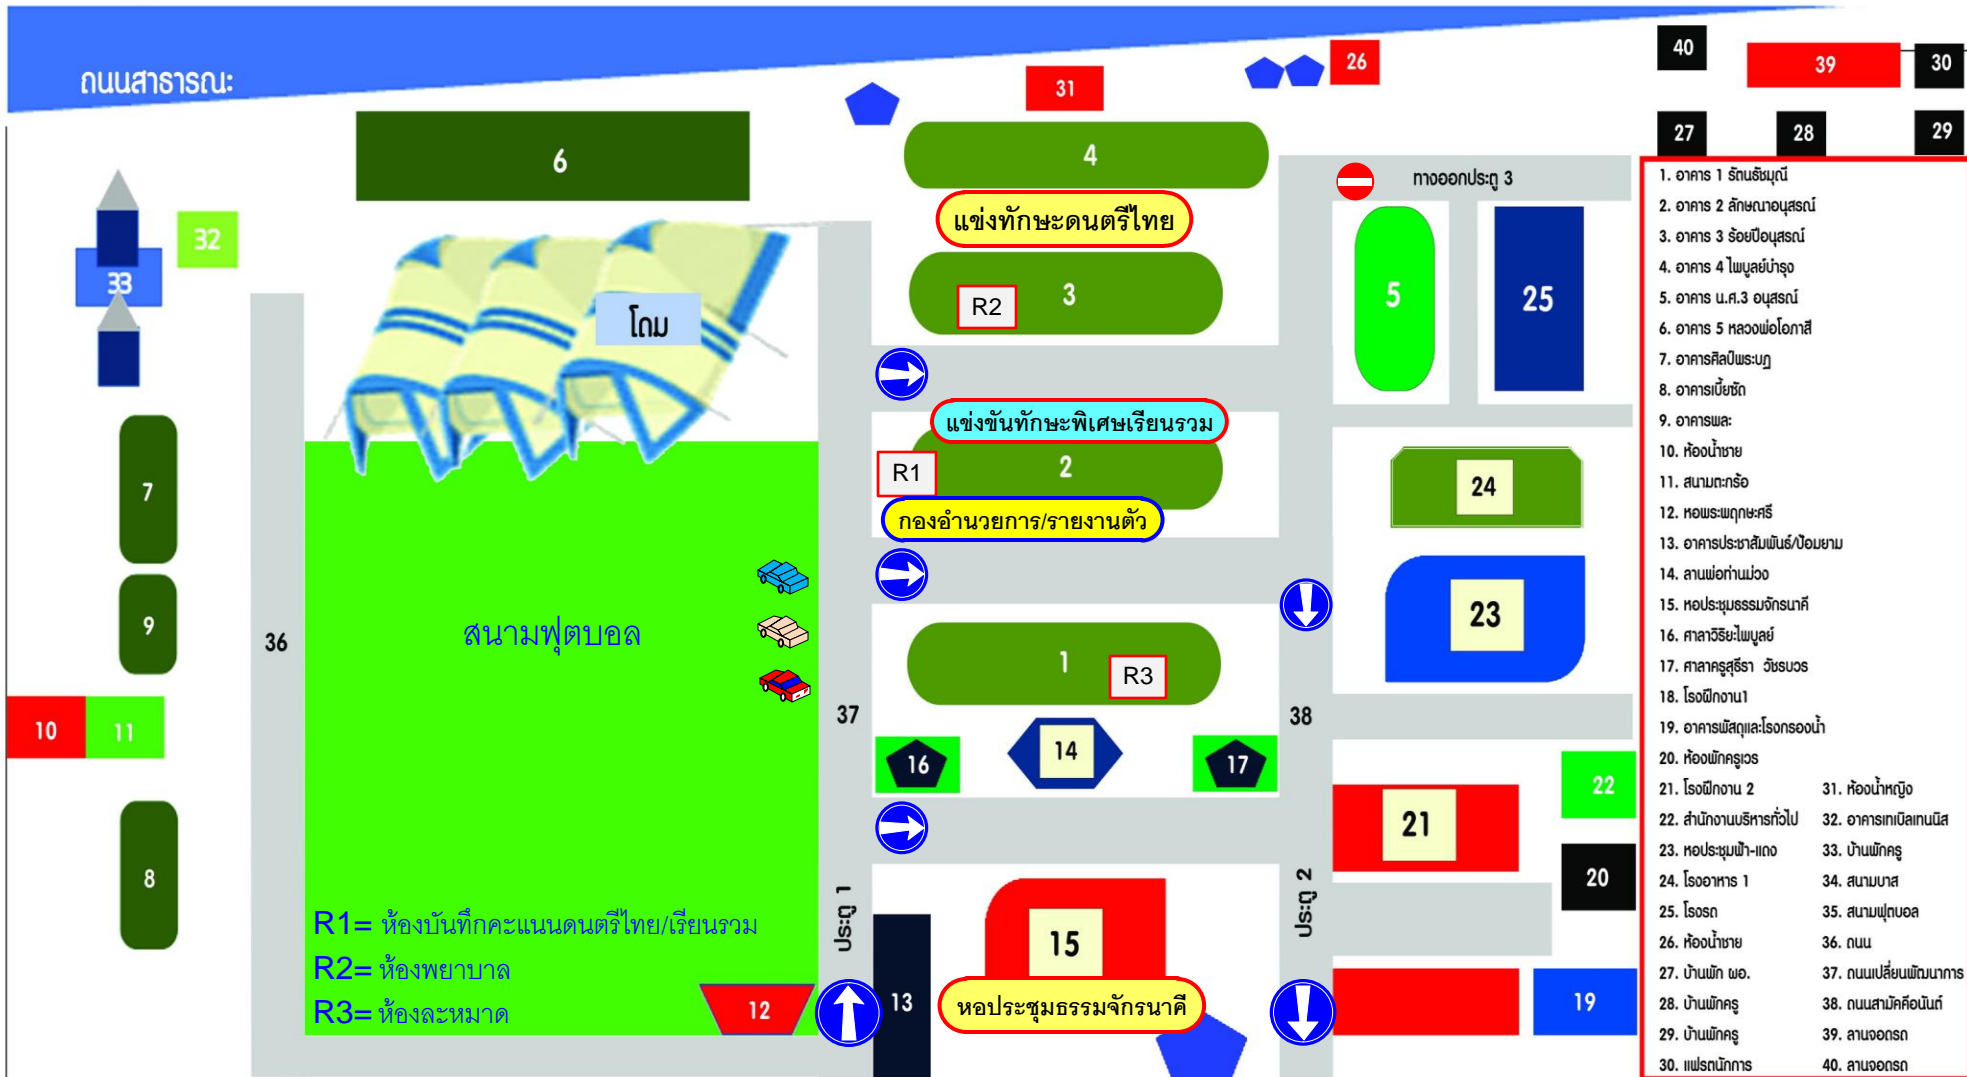 ถนนสาธารณะ
26
40
39
30
31
27
28
29
6
4
ทางออกประตู 3
แข่งทักษะดนตรีไทย
32
33
โดม
R2
3
5
25
แข่งขันทักษะพิเศษเรียนรวม
R1
2
24
7
กองอำนวยการ/รายงานตัว
9
36
สนามฟุตบอล
23
1
R3
37
38
10
11
16
14
17
22
21
8
20
ประตู 1
ประตู 2
R1= ห้องบันทึกคะแนนดนตรีไทย/เรียนรวม
R2= ห้องพยาบาล
R3= ห้องละหมาด
15
12
13
หอประชุมธรรมจักรนาคี
19
1. อาคาร 1 รัตนธัชมุณี
2. อาคาร 2 ลักษณาอนุสรณ์
3. อาคาร 3 ร้อยปีอนุสรณ์
4. อาคาร 4 ไพบูลย์บำรุง
5. อาคาร น.ศ.3 อนุสรณ์
6. อาคาร 5 หลวงพ่อโอภาสี
7. อาคารศิลป์พระบฏ
8. อาคารเบี้ยซัด
9. อาคารพละ
10. ห้องน้ำชาย
11. สนามตะกร้อ
12. หอพระพฤกษะศรี
13. อาคารประชาสัมพันธ์/ป้อมยาม
14. ลานพ่อท่านม่วง
15. หอประชุมธรรมจักรนาคี
16. ศาลาวิริยะไพบูลย์
17. ศาลาครูสุธีรา วัชรบวร
18. โรงฝึกงาน1
19. อาคารพัสดุและโรงกรองน้ำ
20. ห้องพักครูเวร
21. โรงฝึกงาน 2
22. สำนักงานบริหารทั่วไป
23. หอประชุมฟ้า-แดง
24. โรงอาหาร 1
25. โรงรถ
26. ห้องน้ำชาย
27. บ้านพัก ผอ.
28. บ้านพักครู
29. บ้านพักครู
30. แฟรตนักการ
31. ห้องน้ำหญิง
32. อาคารเทเบิลเทนนิส
33. บ้านพักครู
34. สนามบาส
35. สนามฟุตบอล
36. ถนน
37. ถนนเปลี่ยนพัฒนาการ
38. ถนนสามัคคีอนันต์
39. ลานจอดรถ
40. ลานจอดรถ